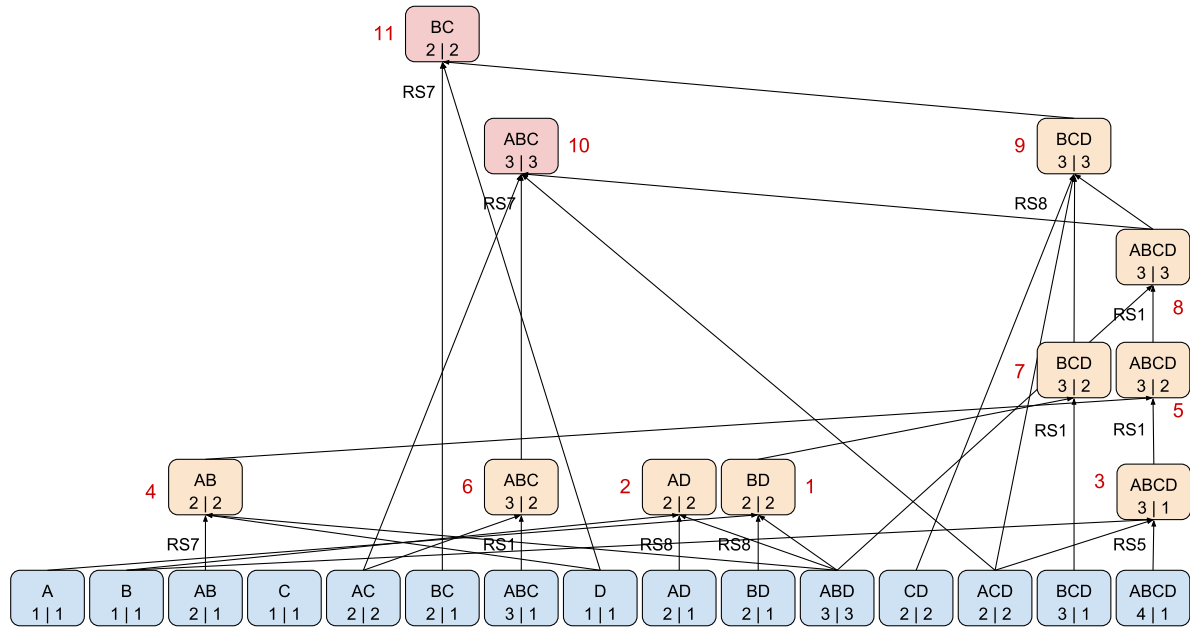 11
BC
2 | 2
RS7
ABC
3 | 3
10
9
BCD
3 | 3
RS7
RS8
ABCD
3 | 3
8
RS1
7
BCD
3 | 2
ABCD
3 | 2
5
RS1
RS1
4
AB
2 | 2
6
ABC
3 | 2
2
AD
2 | 2
BD
2 | 2
1
3
ABCD
3 | 1
RS7
RS1
RS8
RS8
RS5
A
1 | 1
B
1 | 1
AB
2 | 1
C
1 | 1
AC
2 | 2
BC
2 | 1
ABC
3 | 1
D
1 | 1
AD
2 | 1
BD
2 | 1
ABD
3 | 3
CD
2 | 2
ACD
2 | 2
BCD
3 | 1
ABCD
4 | 1